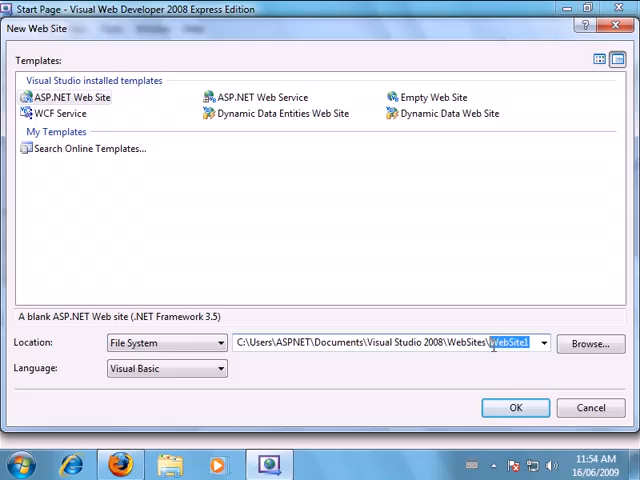 Start Page - Visual Web Developer 2008 Express Edition
New Web Site
Templates:
Visual Studio installed templates
ASP.NET Web Site
ASP.NET Web Service
Empty Web Site
WCF Service
Dynamic Data Entities Web Site
Dynamic Data Web Site
My Templates
Search Online Templates...
A blank ASP.NET Web site (.NET Framework 3.5)
Location:
File System
C:\Users\ASPNET\Documents\Visual Studio 2008\WebSites\WebSite1
Browse...
Language:
Visual Basic
OK
Cancel
11:54 AM
16/06/2009